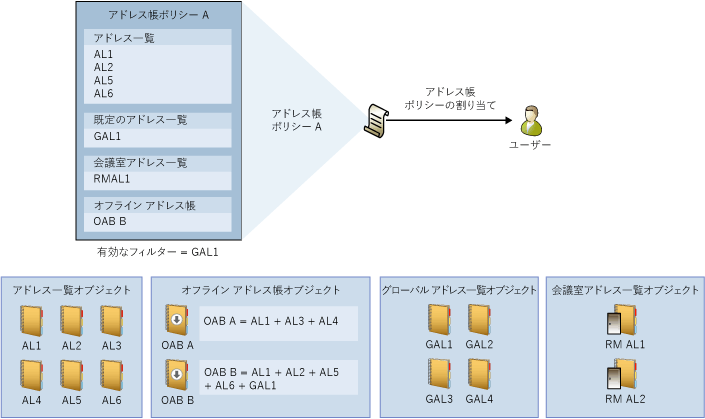 アドレス帳ポリシー A
アドレス一覧
AL1
AL2
AL5
AL6
既定のアドレス一覧
GAL1
会議室アドレス一覧
RMAL1
オフライン アドレス帳
OAB B
有効なフィルター = GAL1
アドレス帳
ポリシー A
アドレス帳
ポリシーの割り当て
ユーザー
アドレス一覧オブジェクト
AL1
AL2
AL3
AL4
AL5
AL6
オフライン アドレス帳オブジェクト
OAB A
OAB A = AL1 + AL3 + AL4
OAB B
OAB B = AL1 + AL2 + AL5
+ AL6 + GAL1
グローバル アドレス一覧オブジェクト
GAL1
GAL2
GAL3
GAL4
会議室アドレス一覧オブジェクト
RM AL1
RM AL2